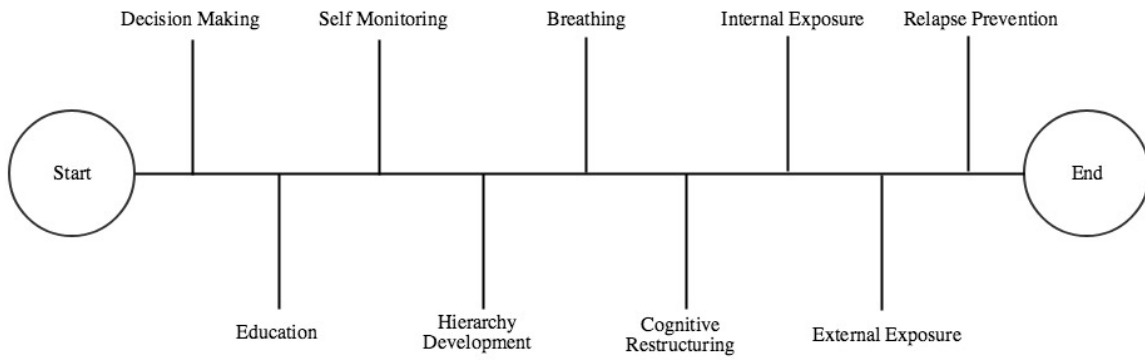 Decision Making
Self Monitoring
Breathing
Internal Exposure
Relapse Prevention
Start
End
Education
Hierarchy
Development
Cognitive
Restructuring
External Exposure